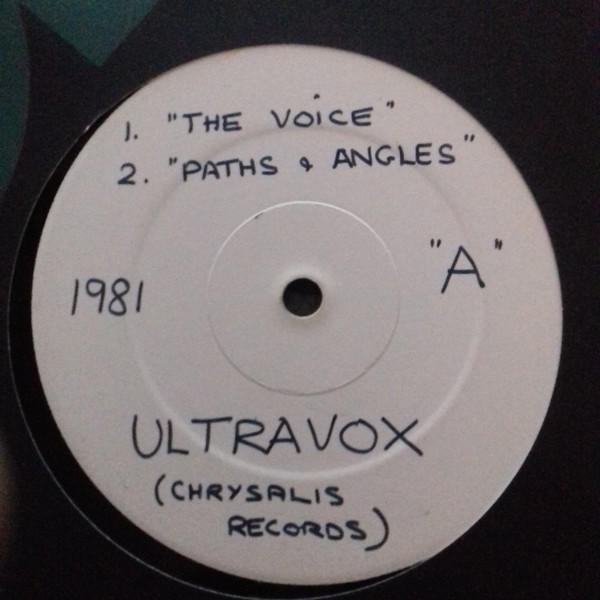 1. "THE VOICE"
2. "PATHS & ANGLES"
1981
"A"
ULTRAVOX
(CHRYSALIS
RECORDS)